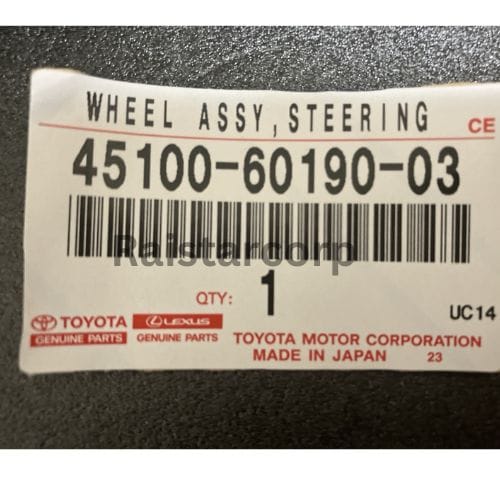 WHEEL ASSY, STEERING
CE
45100-60190-03
Raistarcorp
QTY: 1
UC14
TOYOTA LEXUS
GENUINE PARTS GENUINE PARTS
TOYOTA MOTOR CORPORATION
MADE IN JAPAN 23